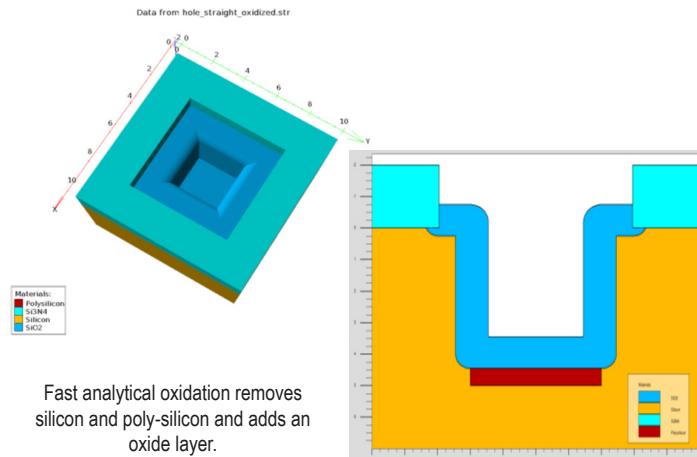 Data from hole_straight_oxidized.str
-2
0
0
0
2
2
4
4
6
6
8
8
10
10
X
Y
Materials:
Polysilicon
Si3N4
Silicon
SiO2
Fast analytical oxidation removes
silicon and poly-silicon and adds an
oxide layer.